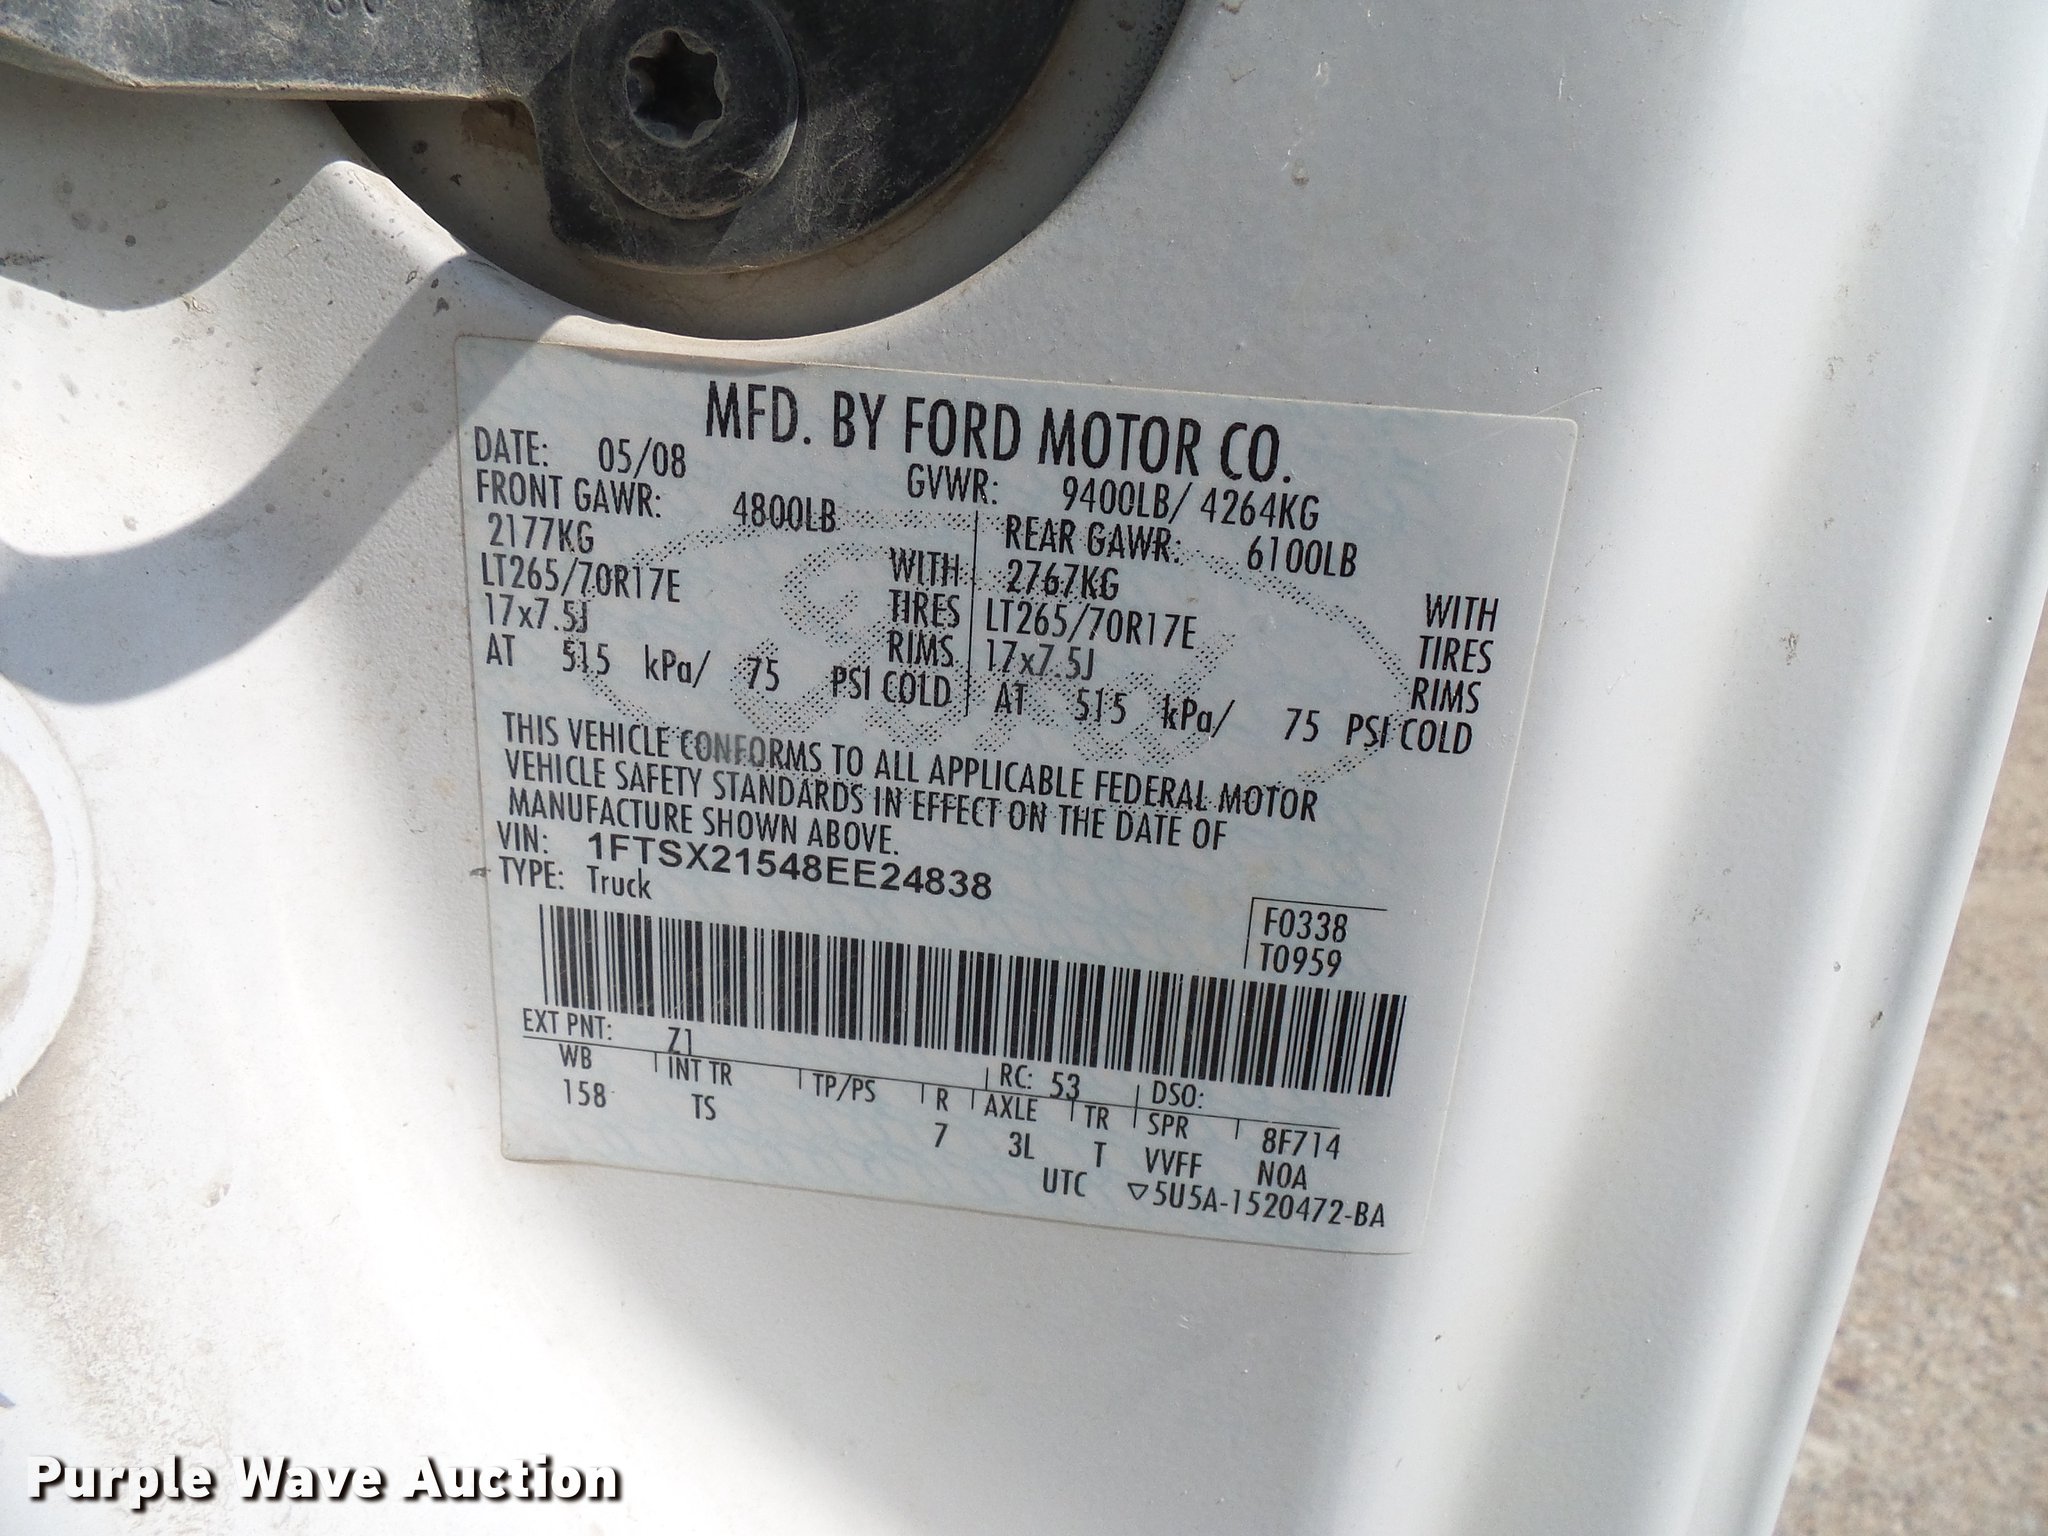 MFD. BY FORD MOTOR CO.
DATE: 05/08 GVWR: 9400LB/ 4264KG
FRONT GAWR: 4800LB REAR GAWR: 6100LB
2177KG WITH 2767KG WITH
LT265/70R17E TIRES LT265/70R17E TIRES
17x7.5J RIMS 17x7.5J RIMS
AT 515 kPa/ 75 PSI COLD AT 515 kPa/ 75 PSI COLD
THIS VEHICLE CONFORMS TO ALL APPLICABLE FEDERAL MOTOR
VEHICLE SAFETY STANDARDS IN EFFECT ON THE DATE OF
MANUFACTURE SHOWN ABOVE.
VIN: 1FTSX21548EE24838
TYPE: Truck
F0338
T0959
EXT PNT: Z1 RC: 53 DSO:
WB INT TR TP/PS R AXLE TR SPR 8F714
158 TS 7 3L T VVFF N0A
UTC ▽5U5A-1520472-BA
Purple Wave Auction